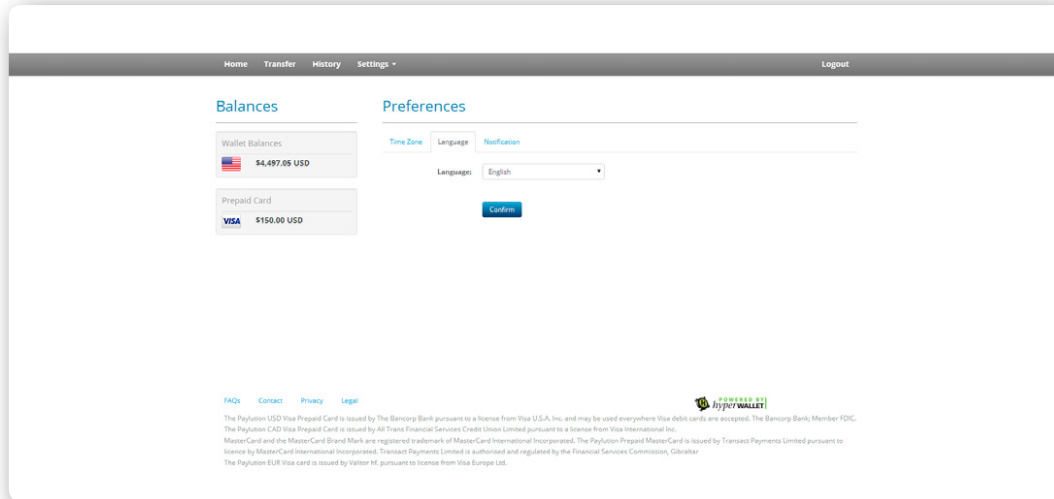 Home Transfer History Settings Logout
Balances
Wallet Balances
$4,497.05 USD
Prepaid Card
VISA $150.00 USD
Preferences
Time Zone Language Notification
Language: English
Confirm
FAQs Contact Privacy Legal
POWERED BY
hyperWALLET
The Paylution USD Visa Prepaid Card is issued by The Bancorp Bank pursuant to a license from Visa U.S.A. Inc. and may be used everywhere Visa debit cards are accepted. The Bancorp Bank; Member FDIC.
The Paylution CAD Visa Prepaid Card is issued by All Trans Financial Services Credit Union Limited pursuant to a license from Visa International Inc.
MasterCard and the MasterCard Brand Mark are registered trademark of MasterCard International Incorporated. The Paylution Prepaid MasterCard is issued by Transact Payments Limted pursuant to
licence by MasterCard International Incorporated. Transact Payments Limited is authorised and regulated by the Financial Services Commission, Gibraltar
The Paylution EUR Visa card is issued by Valitor hf. pursuant to license from Visa Europe Ltd.